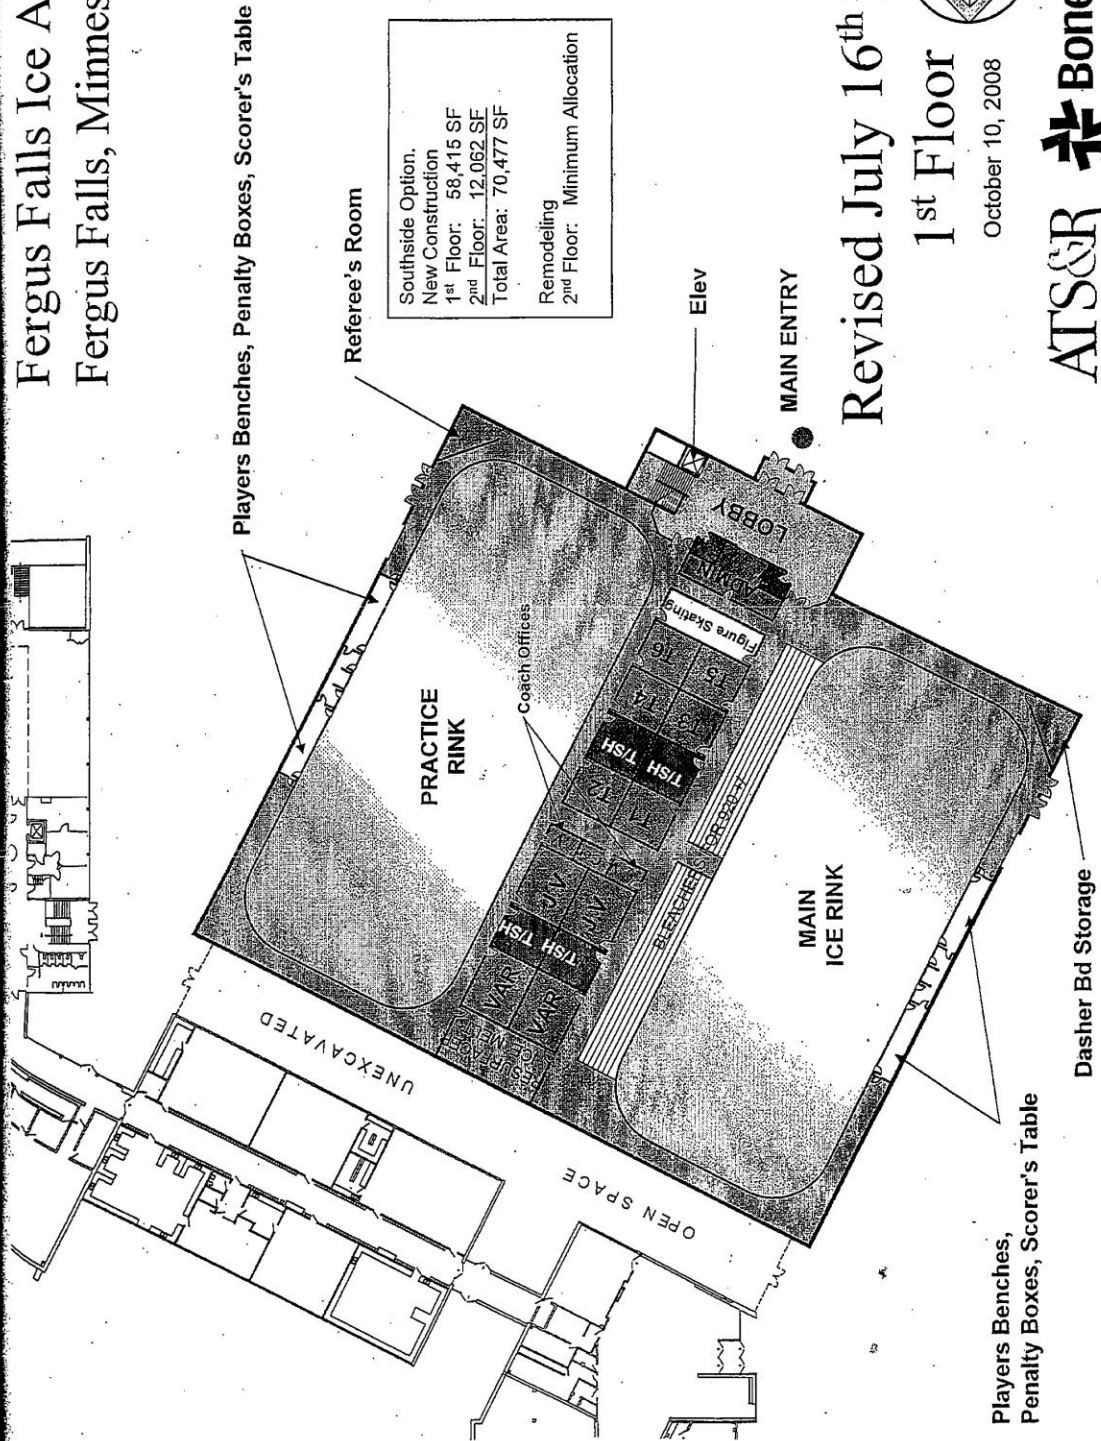 Fergus Falls Ice A
Fergus Falls, Minnes
Players Benches, Penalty Boxes, Scorer's Table
Referee's Room
Southside Option.
New Construction
1st Floor: 58,415 SF
2nd Floor: 12,062 SF
Total Area: 70,477 SF
Remodeling
2nd Floor: Minimum Allocation
Elev
MAIN ENTRY
LOBBY
ADMIN
Figure Skating
Coach Offices
T6
T5
T4
T3
T/SH T/SH
T2
T1
J/V
J/V
T/SH T/SH
VAR
VAR
PRACTICE
RINK
BLEACHERS FOR 920 +/-
MAIN
ICE RINK
UNEXCAVATED
OPEN SPACE
Dasher Bd Storage
Players Benches,
Penalty Boxes, Scorer's Table
Revised July 16th
1st Floor
October 10, 2008
ATS&R
Bone